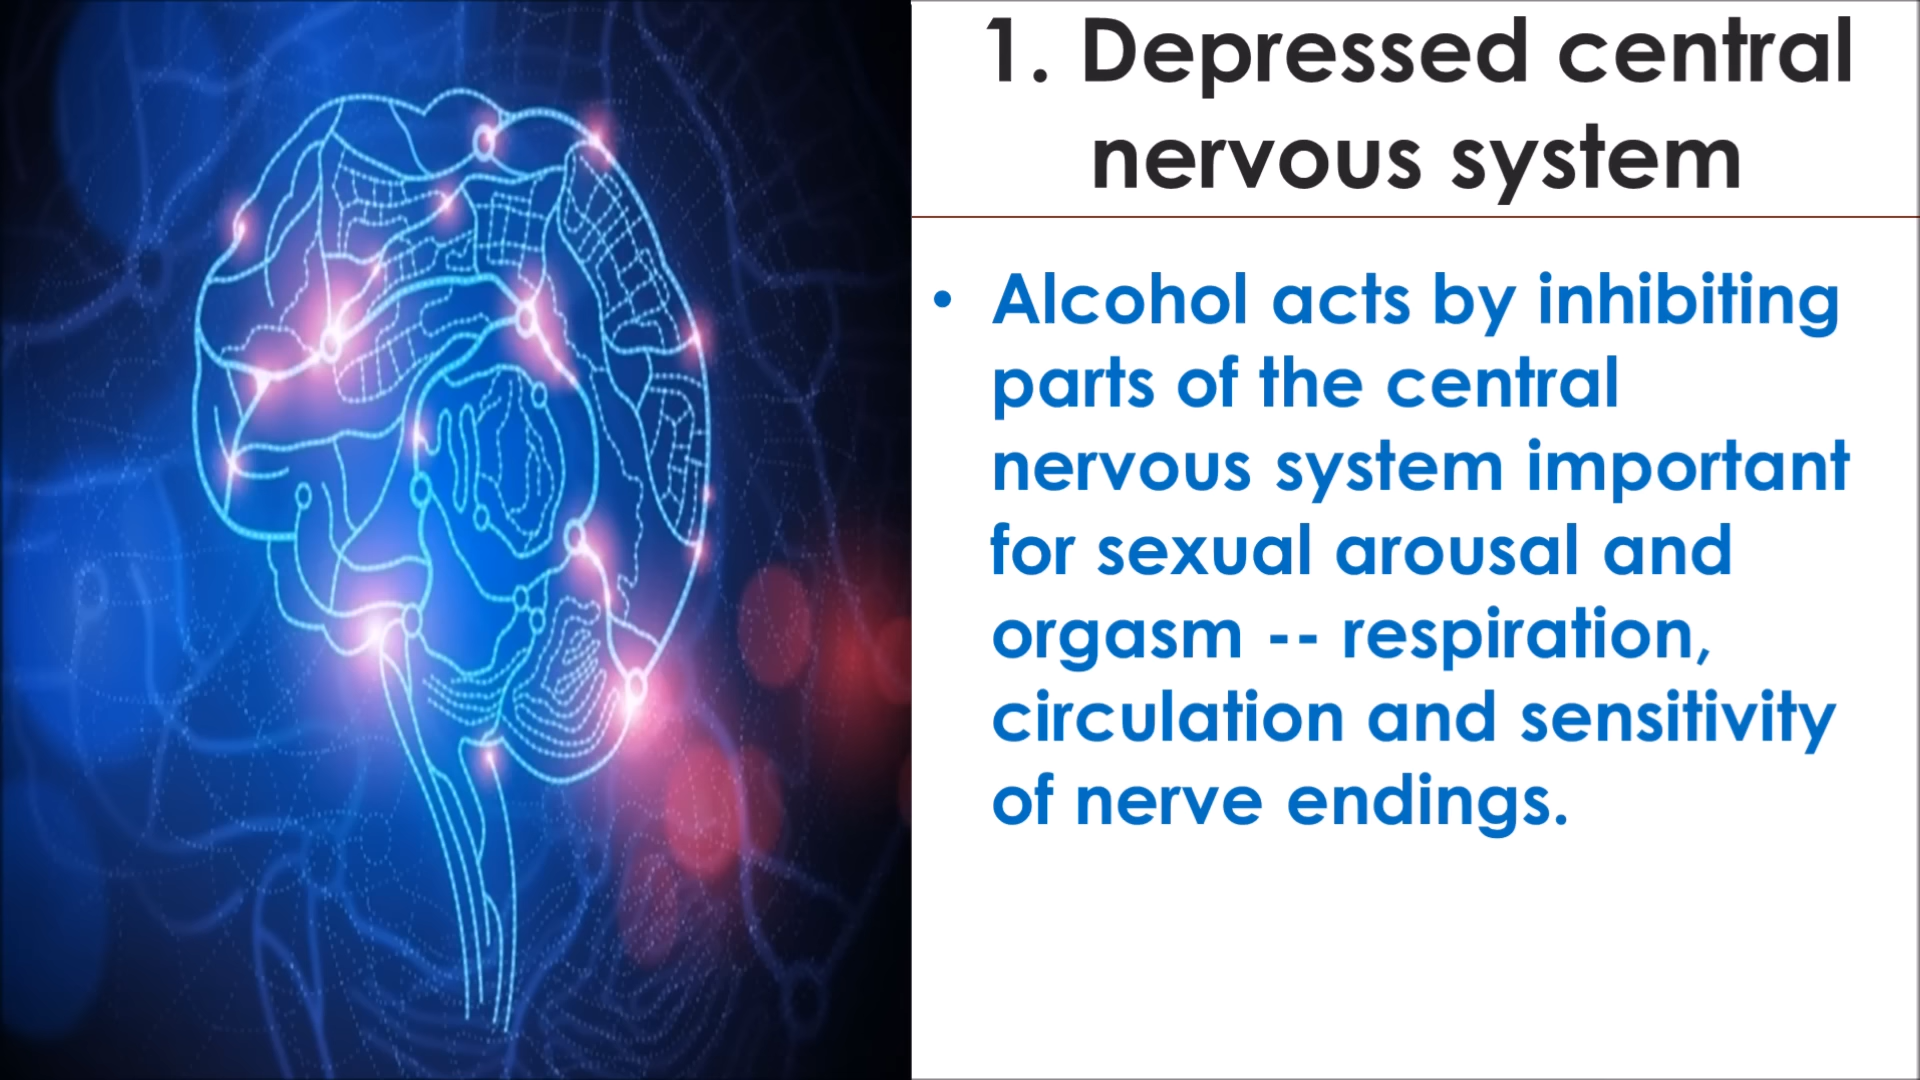 1. Depressed central
nervous system
• Alcohol acts by inhibiting
parts of the central
nervous system important
for sexual arousal and
orgasm -- respiration,
circulation and sensitivity
of nerve endings.